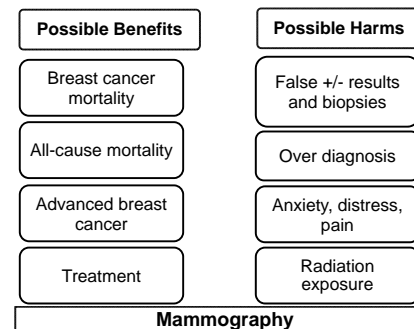 Possible Benefits
Breast cancer
mortality
All-cause mortality
Advanced breast
cancer
Treatment
Possible Harms
False +/- results
and biopsies
Over diagnosis
Anxiety, distress,
pain
Radiation
exposure
Mammography